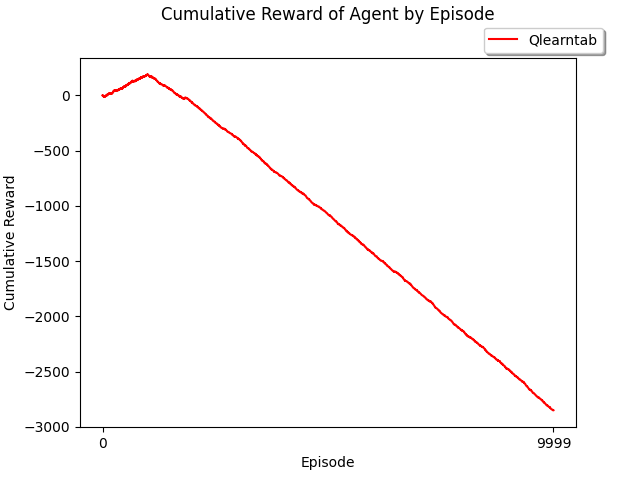 Cumulative Reward of Agent by Episode
Qlearntab
Cumulative Reward
0
−500
−1000
−1500
−2000
−2500
−3000
0
9999
Episode